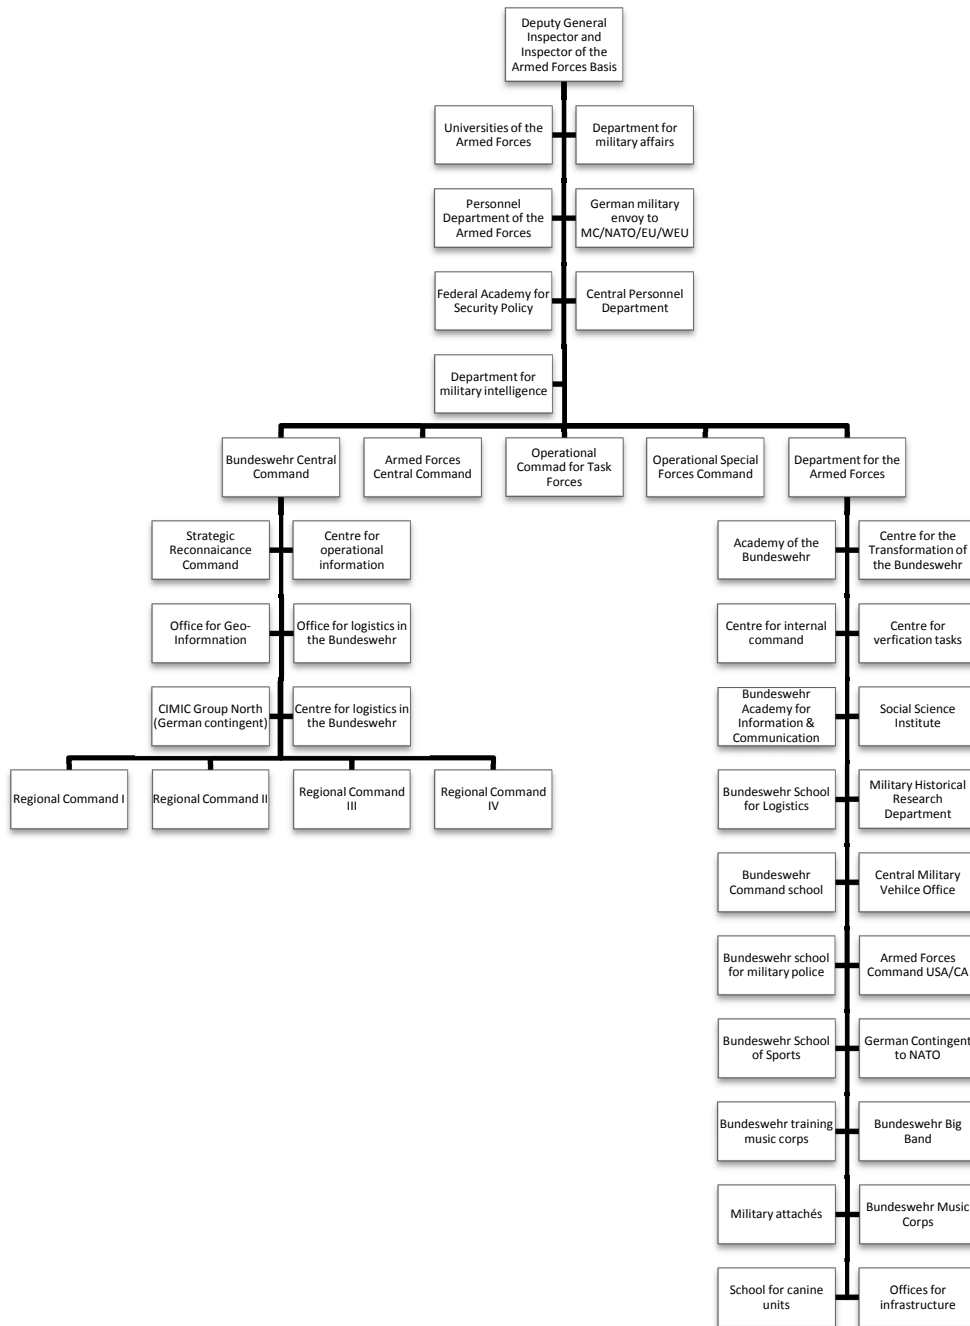 Deputy General
Inspector and
Inspector of the
Armed Forces Basis
Universities of the
Armed Forces
Department for
military affairs
Personnel
Department of the
Armed Forces
German military
envoy to
MC/NATO/EU/WEU
Federal Academy for
Security Policy
Central Personnel
Department
Department for
military intelligence
Bundeswehr Central
Command
Armed Forces
Central Command
Operational
Commad for Task
Forces
Operational Special
Forces Command
Department for the
Armed Forces
Strategic
Reconnaicance
Command
Centre for
operational
information
Office for Geo-
Informnation
Office for logistics in
the Bundeswehr
CIMIC Group North
(German contingent)
Centre for logistics in
the Bundeswehr
Regional Command I
Regional Command II
Regional Command
III
Regional Command
IV
Academy of the
Bundeswehr
Centre for the
Transformation of
the Bundeswehr
Centre for internal
command
Centre for
verfication tasks
Bundeswehr
Academy for
Information &
Communication
Social Science
Institute
Bundeswehr School
for Logistics
Military Historical
Research
Department
Bundeswehr
Command school
Central Military
Vehilce Office
Bundeswehr school
for military police
Armed Forces
Command USA/CA
Bundeswehr School
of Sports
German Contingent
to NATO
Bundeswehr training
music corps
Bundeswehr Big
Band
Military attachés
Bundeswehr Music
Corps
School for canine
units
Offices for
infrastructure